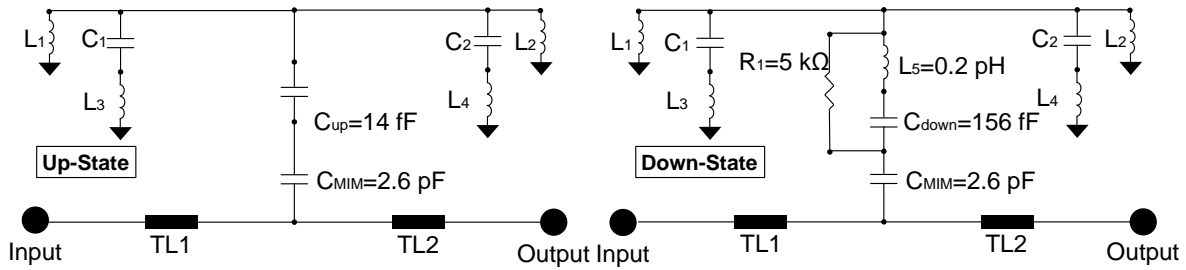 L1
C1
L3
Cup=14 fF
C2
L2
L4
Up-State
CMIM=2.6 pF
Input
TL1
TL2
Output
L1
C1
L3
R1=5 kΩ
L5=0.2 pH
Cdown=156 fF
C2
L2
L4
Down-State
CMIM=2.6 pF
Input
TL1
TL2
Output